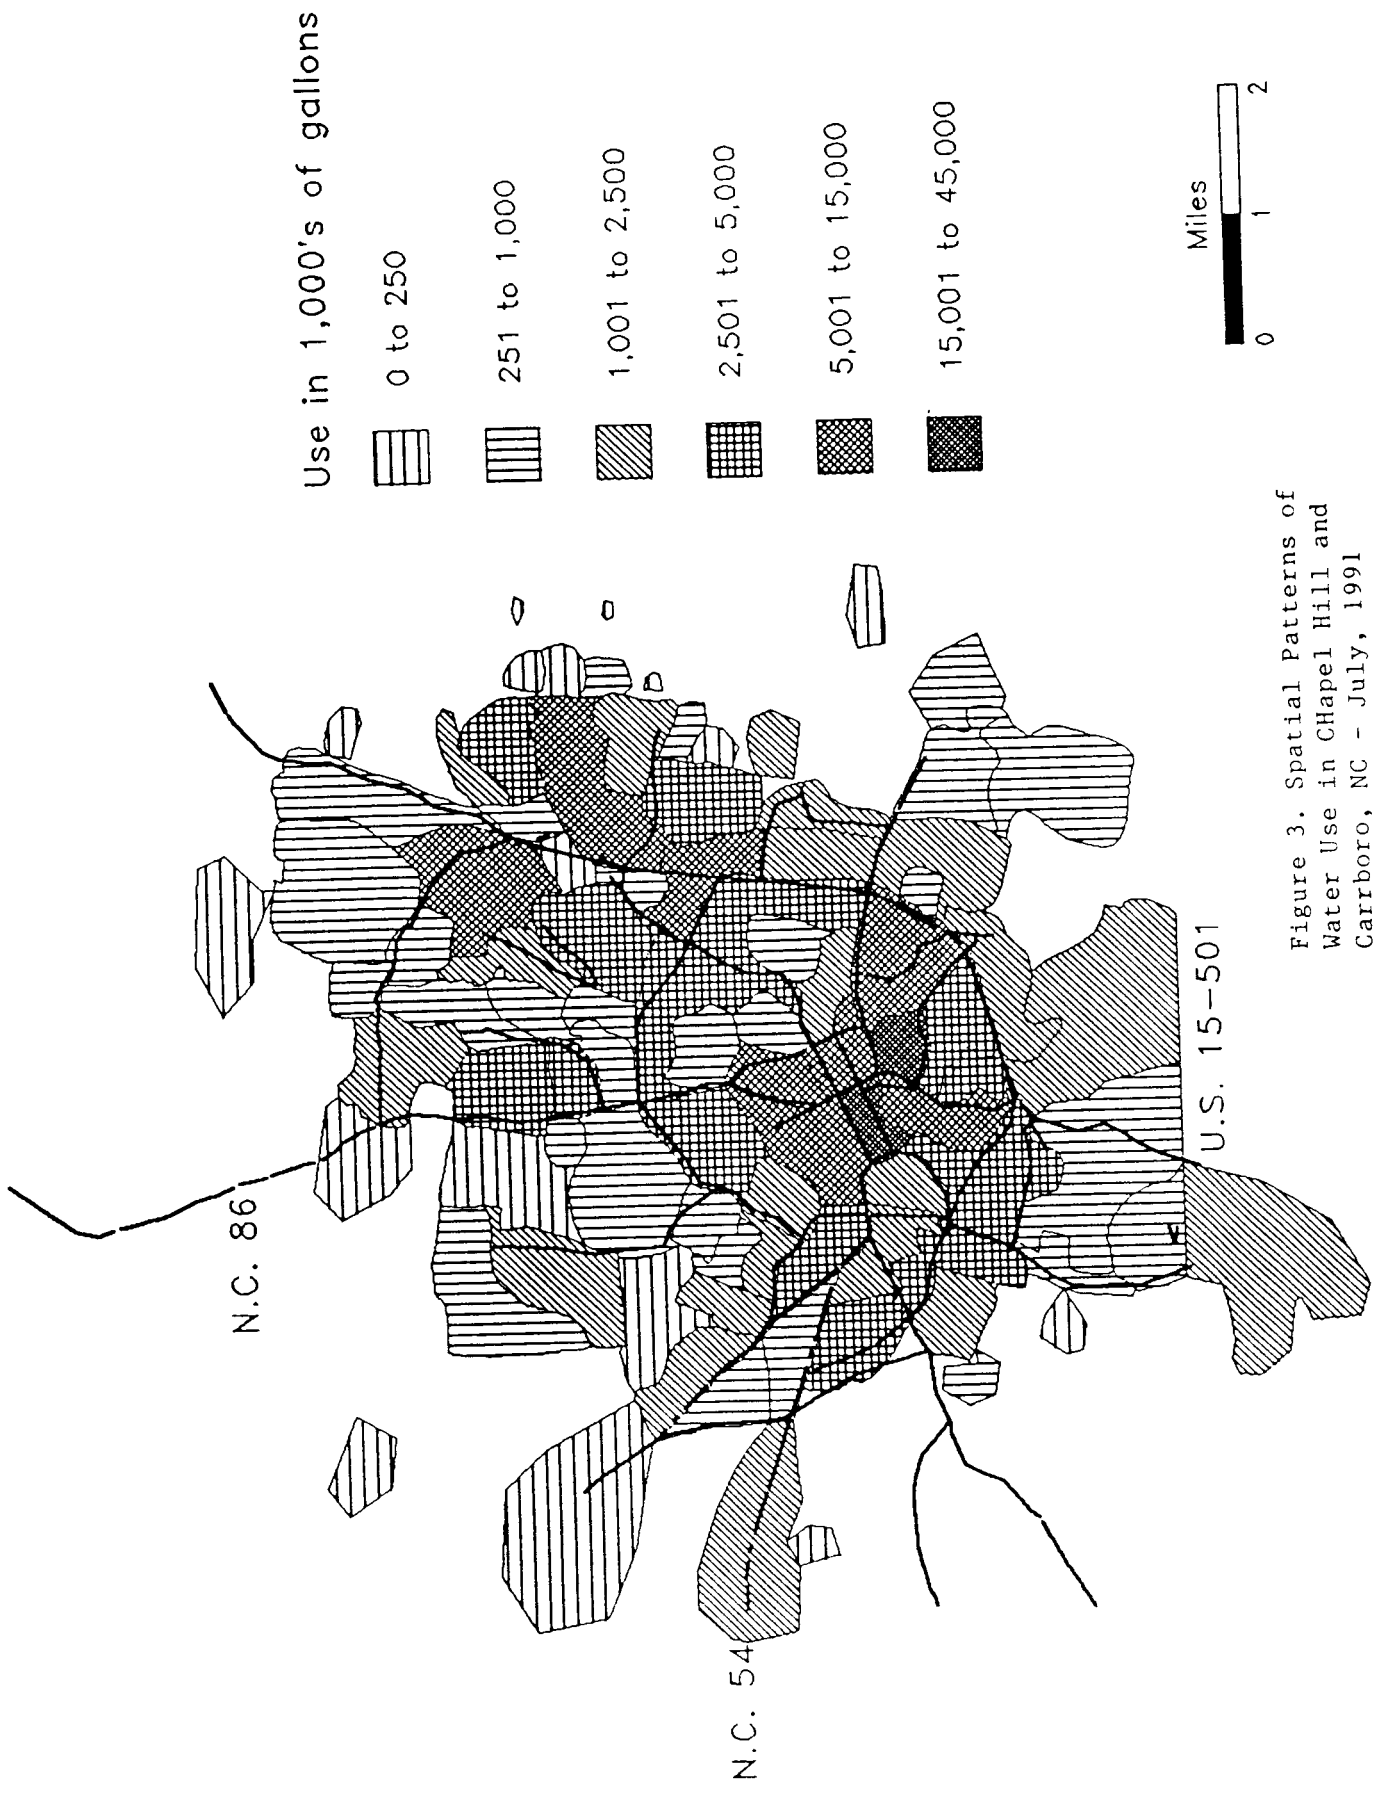 Use in 1,000's of gallons
0 to 250
251 to 1,000
1,001 to 2,500
2,501 to 5,000
5,001 to 15,000
15,001 to 45,000
N.C. 86
N.C. 54
U.S. 15-501
Miles
0 1 2
Figure 3. Spatial Patterns of
Water Use in CHapel Hill and
Carrboro, NC - July, 1991